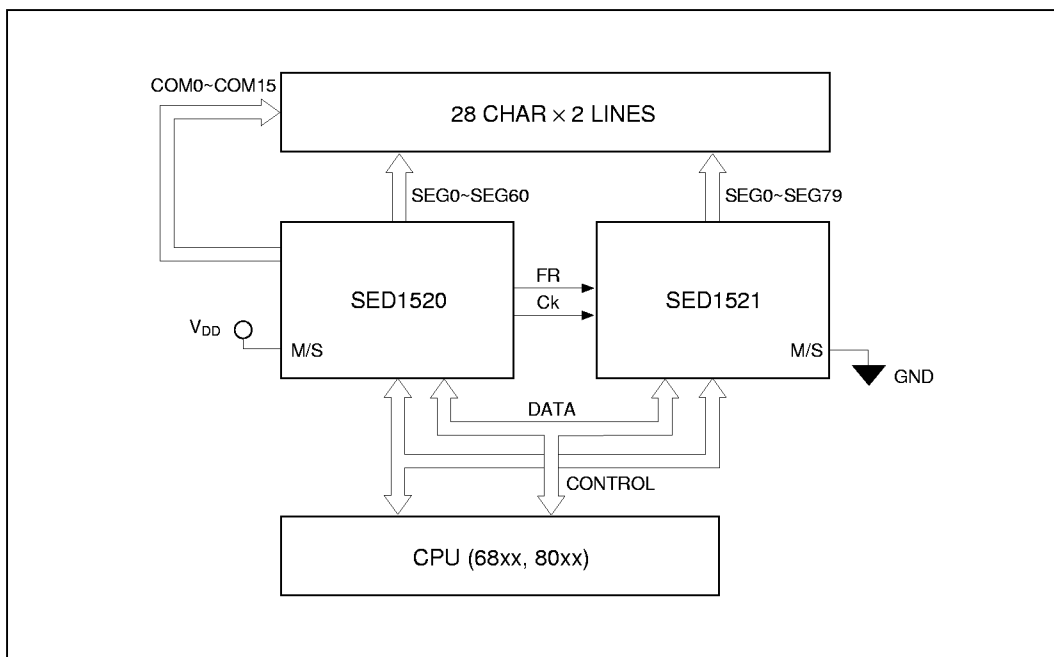 COM0~COM15
28 CHAR × 2 LINES
SEG0~SEG60
SEG0~SEG79
SED1520
FR
Ck
SED1521
VDD
M/S
M/S
GND
DATA
CONTROL
CPU (68xx, 80xx)